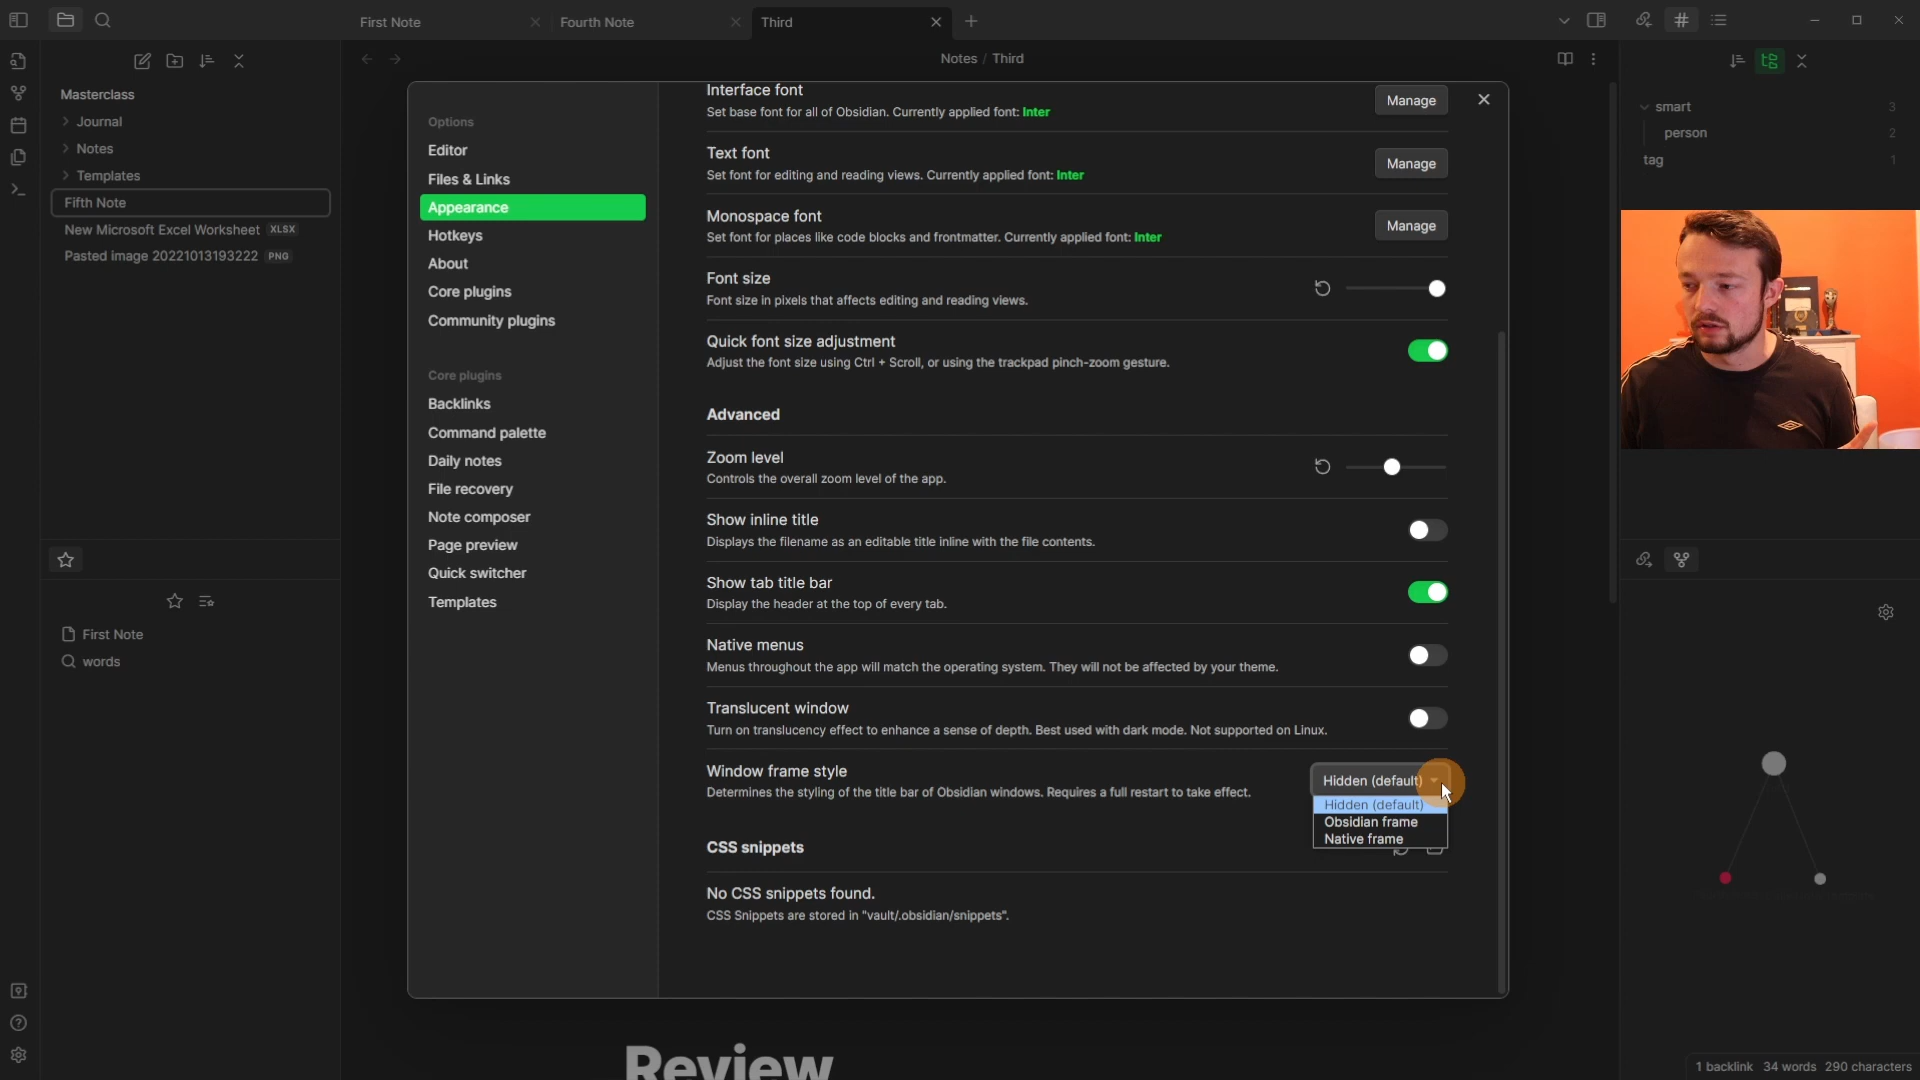 First Note
Fourth Note
Third
Notes / Third
Masterclass
Journal
Notes
Templates
Fifth Note
New Microsoft Excel Worksheet XLSX
Pasted image 20221013193222 PNG
First Note
words
Options
Editor
Files & Links
Appearance
Hotkeys
About
Core plugins
Community plugins
Core plugins
Backlinks
Command palette
Daily notes
File recovery
Note composer
Page preview
Quick switcher
Templates
Interface font
Set base font for all of Obsidian. Currently applied font: Inter
Manage
Text font
Set font for editing and reading views. Currently applied font: Inter
Manage
Monospace font
Set font for places like code blocks and frontmatter. Currently applied font: Inter
Manage
Font size
Font size in pixels that affects editing and reading views.
Quick font size adjustment
Adjust the font size using Ctrl + Scroll, or using the trackpad pinch-zoom gesture.
Advanced
Zoom level
Controls the overall zoom level of the app.
Show inline title
Displays the filename as an editable title inline with the file contents.
Show tab title bar
Display the header at the top of every tab.
Native menus
Menus throughout the app will match the operating system. They will not be affected by your theme.
Translucent window
Turn on translucency effect to enhance a sense of depth. Best used with dark mode. Not supported on Linux.
Window frame style
Determines the styling of the title bar of Obsidian windows. Requires a full restart to take effect.
Hidden (default)
Hidden (default)
Obsidian frame
Native frame
CSS snippets
No CSS snippets found.
CSS Snippets are stored in "vault/.obsidian/snippets".
Review
smart 3
person 2
tag 1
1 backlink 34 words 290 characters